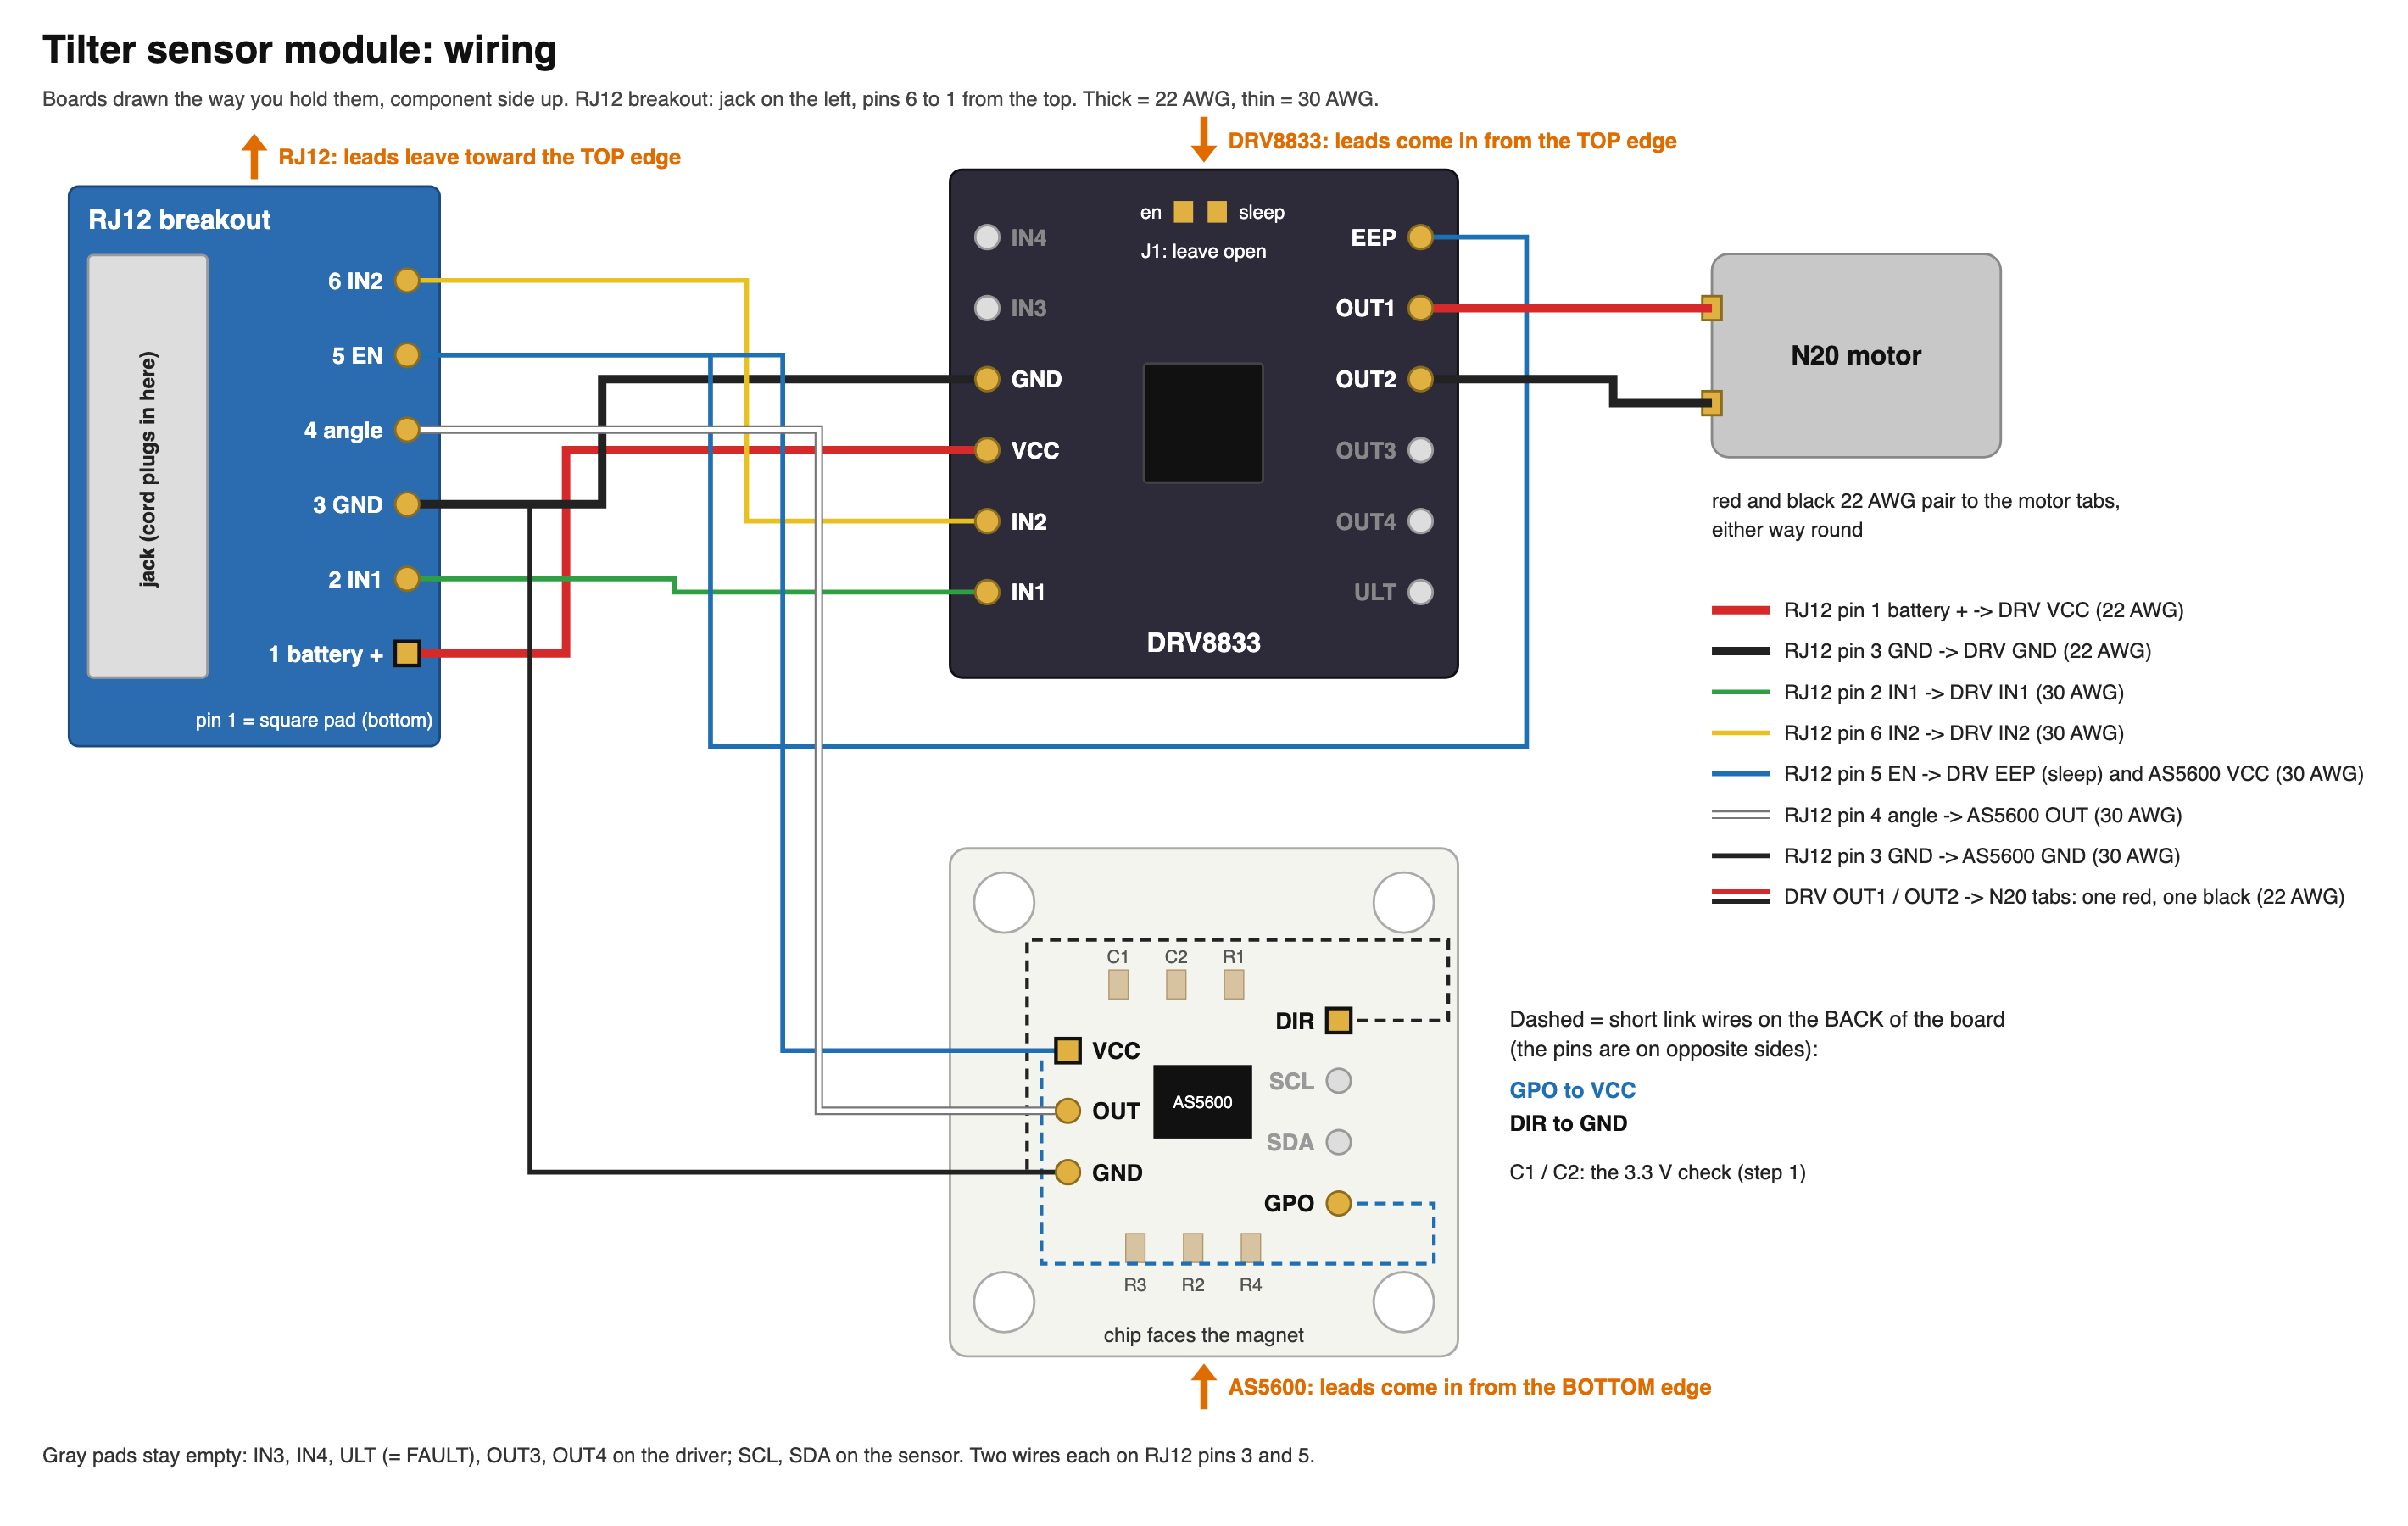 Tilter sensor module: wiring
Boards drawn the way you hold them, component side up. RJ12 breakout: jack on the left, pins 6 to 1 from the top. Thick = 22 AWG, thin = 30 AWG.
RJ12: leads leave toward the TOP edge
DRV8833: leads come in from the TOP edge
RJ12 breakout
jack (cord plugs in here)
6 IN2
5 EN
4 angle
3 GND
2 IN1
1 battery +
pin 1 = square pad (bottom)
en
sleep
J1: leave open
IN4
IN3
GND
VCC
IN2
IN1
EEP
OUT1
OUT2
OUT3
OUT4
ULT
DRV8833
N20 motor
red and black 22 AWG pair to the motor tabs,
either way round
RJ12 pin 1 battery + -> DRV VCC (22 AWG)
RJ12 pin 3 GND -> DRV GND (22 AWG)
RJ12 pin 2 IN1 -> DRV IN1 (30 AWG)
RJ12 pin 6 IN2 -> DRV IN2 (30 AWG)
RJ12 pin 5 EN -> DRV EEP (sleep) and AS5600 VCC (30 AWG)
RJ12 pin 4 angle -> AS5600 OUT (30 AWG)
RJ12 pin 3 GND -> AS5600 GND (30 AWG)
DRV OUT1 / OUT2 -> N20 tabs: one red, one black (22 AWG)
C1
C2
R1
DIR
VCC
SCL
OUT
AS5600
SDA
GND
GPO
R3
R2
R4
chip faces the magnet
Dashed = short link wires on the BACK of the board
(the pins are on opposite sides):
GPO to VCC
DIR to GND
C1 / C2: the 3.3 V check (step 1)
AS5600: leads come in from the BOTTOM edge
Gray pads stay empty: IN3, IN4, ULT (= FAULT), OUT3, OUT4 on the driver; SCL, SDA on the sensor. Two wires each on RJ12 pins 3 and 5.